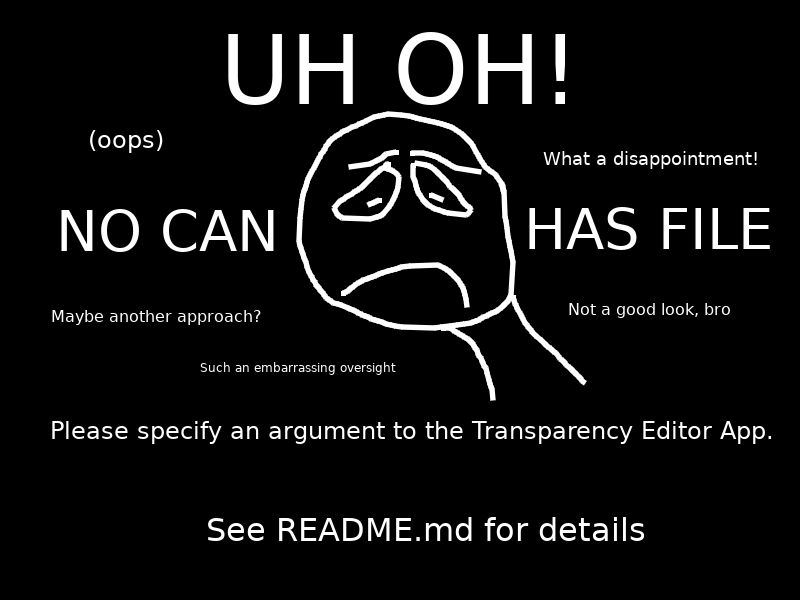 UH OH!
(oops)
What a disappointment!
NO CAN
HAS FILE
Maybe another approach?
Not a good look, bro
Such an embarrassing oversight
Please specify an argument to the Transparency Editor App.
See README.md for details